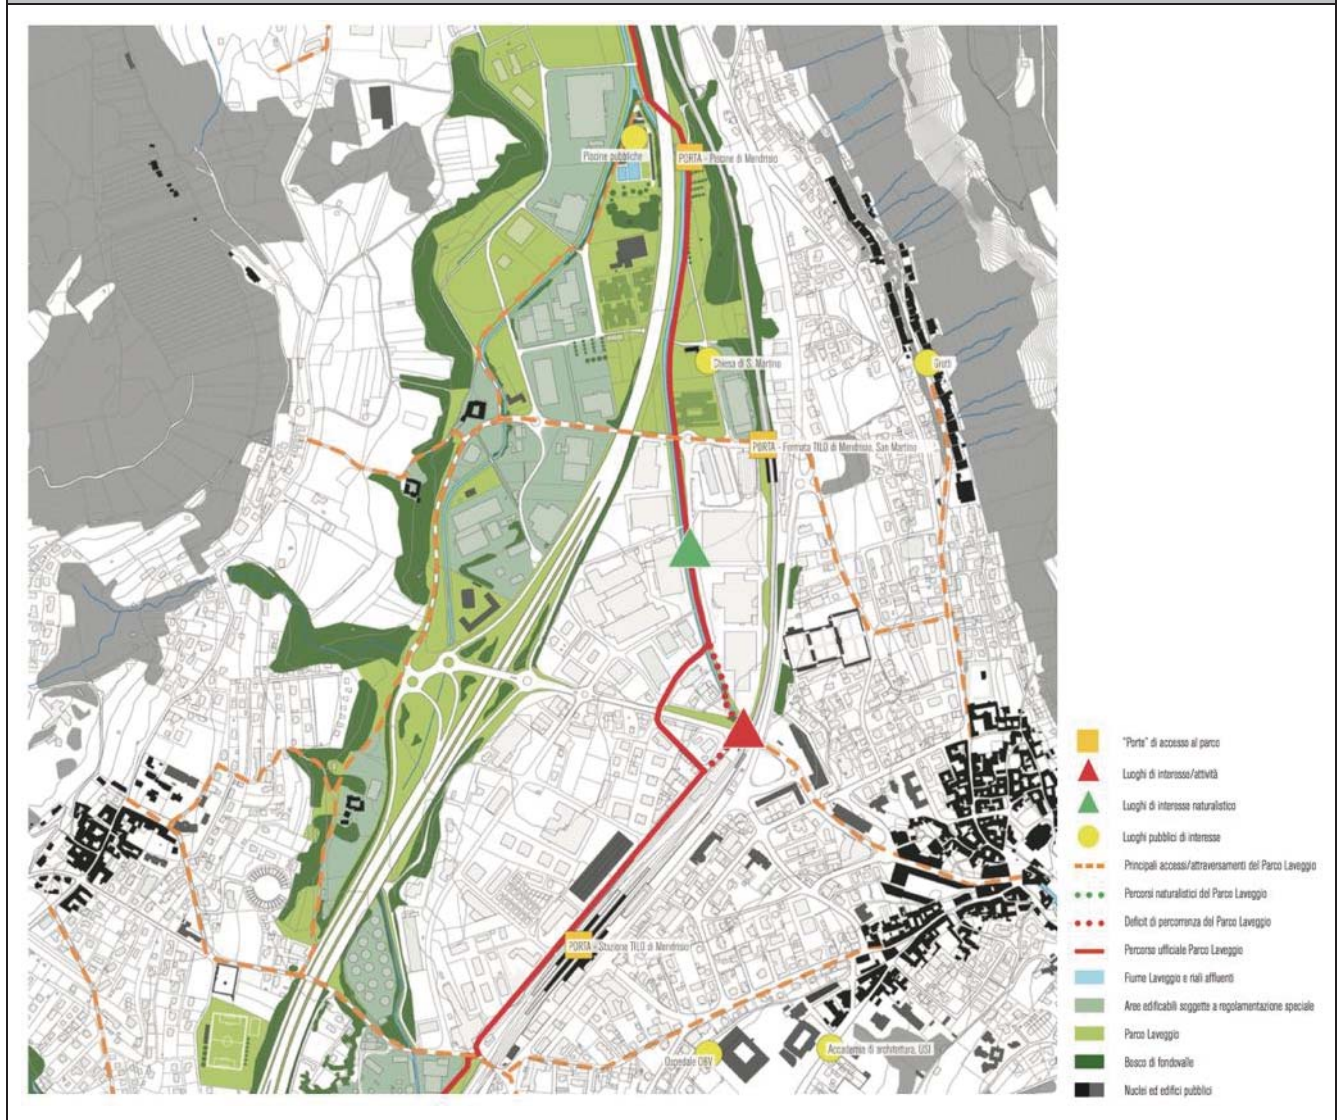 Piscine pubbliche
PORTA - Piscine di Mendrisio
Chiesa di S. Martino
Grotti
PORTA - Fermata TILO di Mendrisio, San Martino
PORTA - Stazione TILO di Mendrisio
Ospedale OBV
Accademia di architettura, USI
"Porte" di accesso al parco
Luoghi di interesse/attività
Luoghi di interesse naturalistico
Luoghi pubblici di interesse
Principali accessi/attraversamenti del Parco Laveggio
Percorsi naturalistici del Parco Laveggio
Deficit di percorrenza del Parco Laveggio
Percorso ufficiale Parco Laveggio
Fiume Laveggio e riali affluenti
Aree edificabili soggette a regolamentazione speciale
Parco Laveggio
Bosco di fondovalle
Nuclei ed edifici pubblici